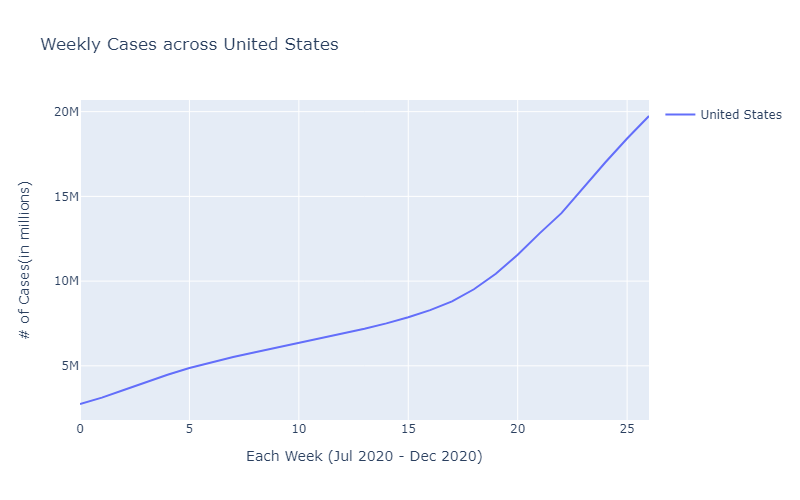 Weekly Cases across United States
20M
15M
10M
5M
# of Cases(in millions)
0
5
10
15
20
25
Each Week (Jul 2020 - Dec 2020)
United States